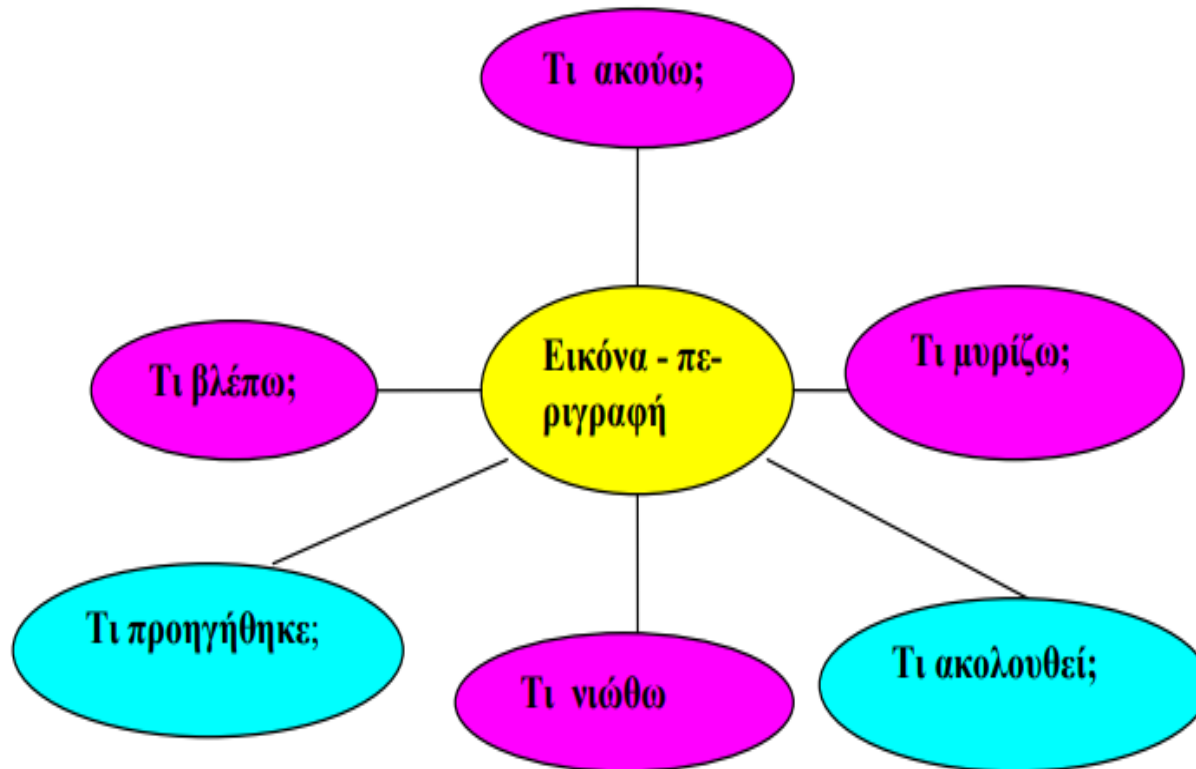 Τι ακούω;
Τι βλέπω;
Εικόνα - πε-
ριγραφή
Τι μυρίζω;
Τι προηγήθηκε;
Τι νιώθω
Τι ακολουθεί;